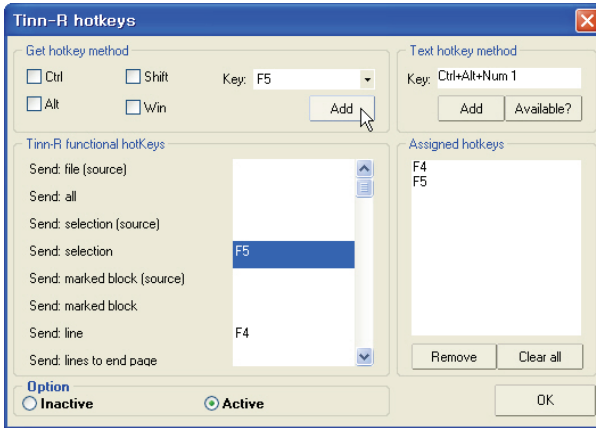 Tinn-R hotkeys
Get hotkey method
Ctrl
Shift
Key: F5
Alt
Win
Add
Text hotkey method
Key: Ctrl+Alt+Num 1
Add
Available?
Tinn-R functional hotKeys
Send: file (source)
Send: all
Send: selection (source)
Send: selection F5
Send: marked block (source)
Send: marked block
Send: line F4
Send: lines to end page
Assigned hotkeys
F4
F5
Remove
Clear all
Option
Inactive
Active
OK